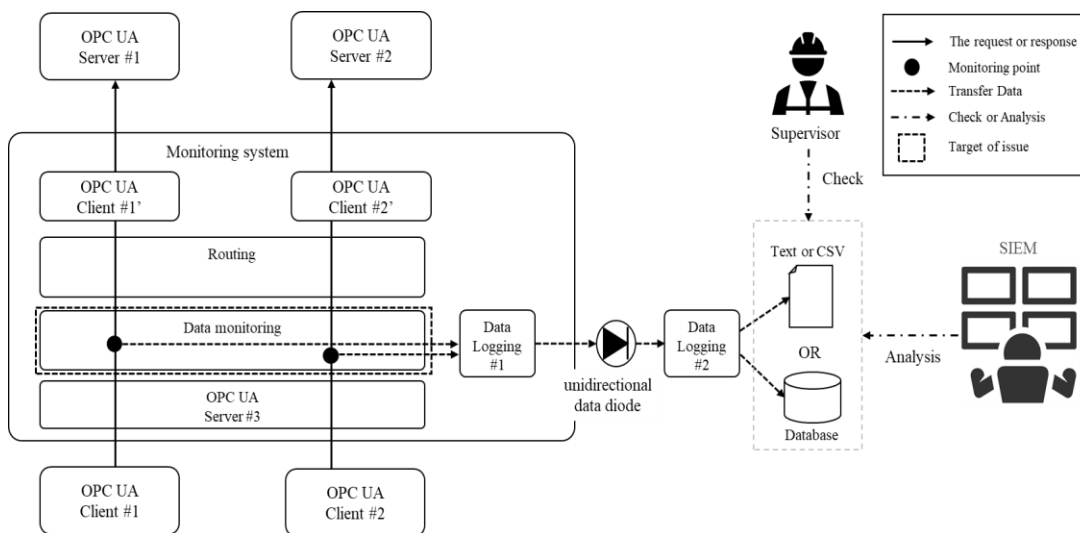 OPC UA
Server #1
OPC UA
Server #2
Monitoring system
OPC UA
Client #1’
OPC UA
Client #2’
Routing
Data monitoring
OPC UA
Server #3
OPC UA
Client #1
OPC UA
Client #2
Data
Logging
#1
unidirectional
data diode
Data
Logging
#2
Supervisor
Check
Text or CSV
OR
Database
Analysis
SIEM
The request or response
Monitoring point
Transfer Data
Check or Analysis
Target of issue